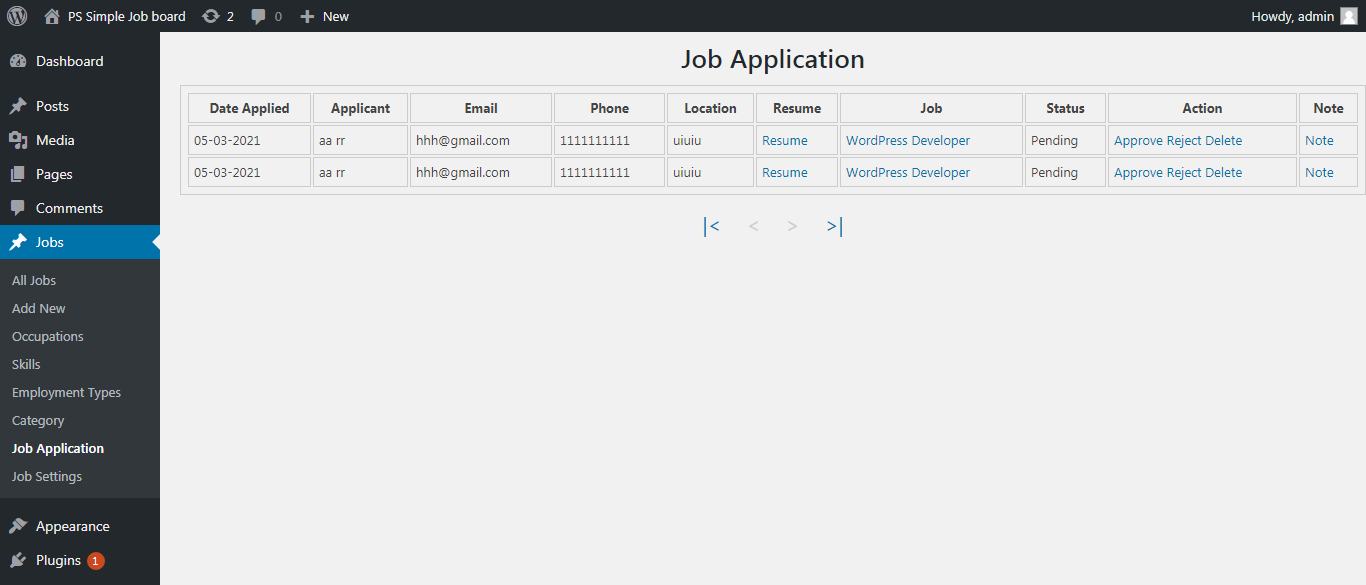 PS Simple Job board 2 0 New Howdy, admin
Dashboard
Posts
Media
Pages
Comments
Jobs
All Jobs
Add New
Occupations
Skills
Employment Types
Category
Job Application
Job Settings
Appearance
Plugins 1
Job Application
Date Applied Applicant Email Phone Location Resume Job Status Action Note
05-03-2021 aa rr hhh@gmail.com 1111111111 uiuiu Resume WordPress Developer Pending Approve Reject Delete Note
05-03-2021 aa rr hhh@gmail.com 1111111111 uiuiu Resume WordPress Developer Pending Approve Reject Delete Note
|< < > >|